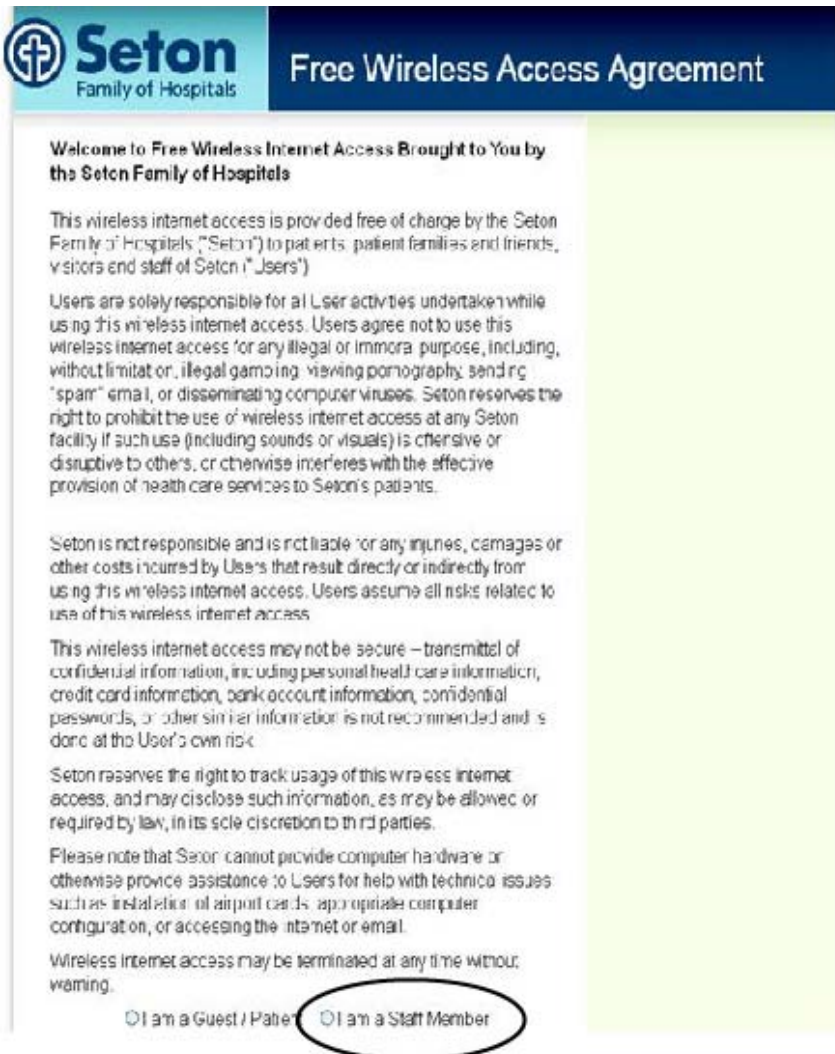 Seton
Family of Hospitals
Free Wireless Access Agreement
Welcome to Free Wireless Internet Access Brought to You by
the Seton Family of Hospitals
This wireless internet access is provided free of charge by the Seton
Family of Hospitals ("Seton") to patients, patient families and friends,
visitors and staff of Seton ("Users")
Users are solely responsible for all User activities undertaken while
using this wireless internet access. Users agree not to use this
wireless internet access for any illegal or immoral purpose, including,
without limitation, illegal gambling, viewing pornography, sending
"spam" email, or disseminating computer viruses. Seton reserves the
right to prohibit the use of wireless internet access at any Seton
facility if such use (including sounds or visuals) is offensive or
disruptive to others, or otherwise interferes with the effective
provision of health care services to Seton's patients.
Seton is not responsible and is not liable for any injuries, damages or
other costs incurred by Users that result directly or indirectly from
using this wireless internet access. Users assume all risks related to
use of this wireless internet access
This wireless internet access may not be secure – transmittal of
confidential information, including personal health care information,
credit card information, bank account information, confidential
passwords, or other similar information is not recommended and is
done at the User's own risk
Seton reserves the right to track usage of this wireless internet
access, and may disclose such information, as may be allowed or
required by law, in its sole discretion to third parties.
Please note that Seton cannot provide computer hardware or
otherwise provide assistance to Users for help with technical issues
such as installation of airport cards, appropriate computer
configuration, or accessing the internet or email.
Wireless internet access may be terminated at any time without
warning.
I am a Guest / Patient I am a Staff Member